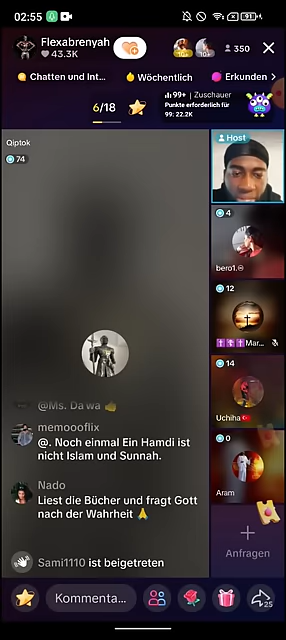 02:55
91
Flexabrenyah
43.3K
350
Chatten und Int...
Wöchentlich
Erkunden
6/18
99+ | Zuschauer
Punkte erforderlich für
99: 22,2K
Qiptok
74
Host
4
bero1.
12
Mar...
14
Uchiha
0
Aram
@Ms. Da wa
memoooflix
@. Noch einmal Ein Hamdi ist
nicht Islam und Sunnah.
Nado
Liest die Bücher und fragt Gott
nach der Wahrheit 🙏
Sami1110 ist beigetreten
Anfragen
Kommenta...
25